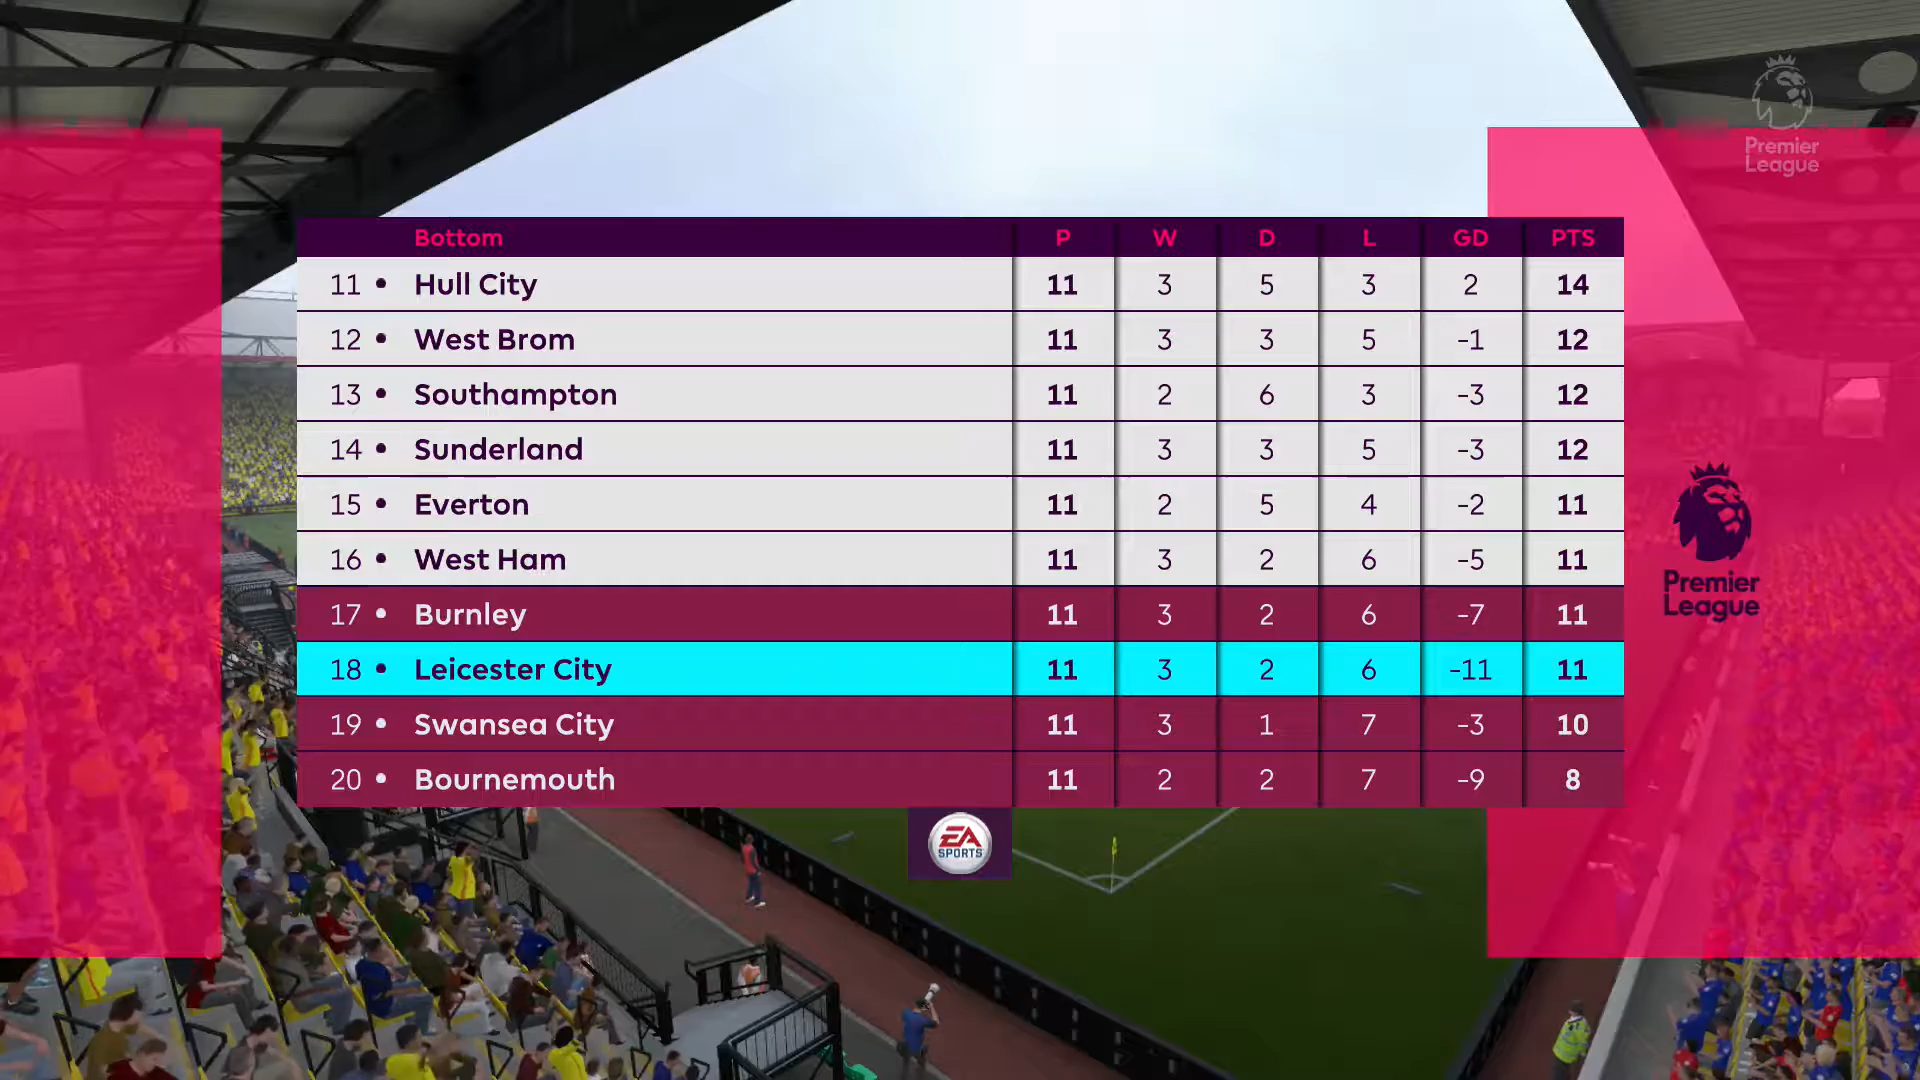 Premier
League
Bottom P W D L GD PTS
11 • Hull City 11 3 5 3 2 14
12 • West Brom 11 3 3 5 -1 12
13 • Southampton 11 2 6 3 -3 12
14 • Sunderland 11 3 3 5 -3 12
15 • Everton 11 2 5 4 -2 11
16 • West Ham 11 3 2 6 -5 11
17 • Burnley 11 3 2 6 -7 11
18 • Leicester City 11 3 2 6 -11 11
19 • Swansea City 11 3 1 7 -3 10
20 • Bournemouth 11 2 2 7 -9 8
Premier
League
EA
SPORTS